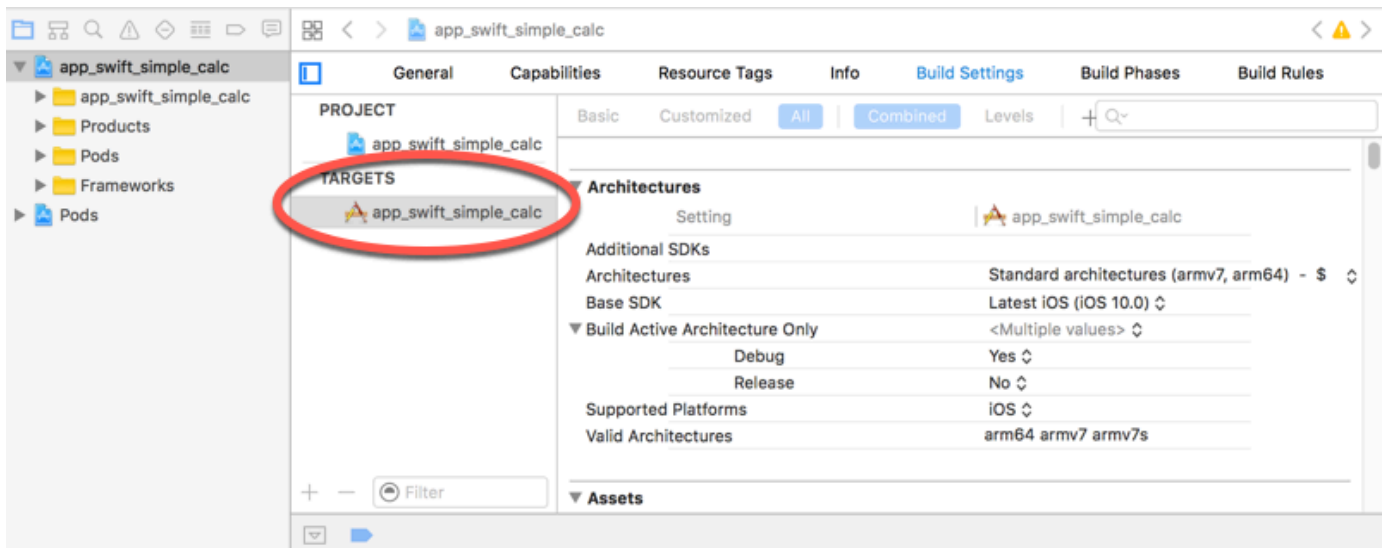 app_swift_simple_calc
app_swift_simple_calc
General Capabilities Resource Tags Info Build Settings Build Phases Build Rules
app_swift_simple_calc
Products
Pods
Frameworks
Pods
PROJECT
app_swift_simple_calc
TARGETS
app_swift_simple_calc
Filter
Basic Customized All Combined Levels
Architectures
Setting app_swift_simple_calc
Additional SDKs
Architectures Standard architectures (armv7, arm64) - $
Base SDK Latest iOS (iOS 10.0)
Build Active Architecture Only <Multiple values>
Debug Yes
Release No
Supported Platforms iOS
Valid Architectures arm64 armv7 armv7s
Assets